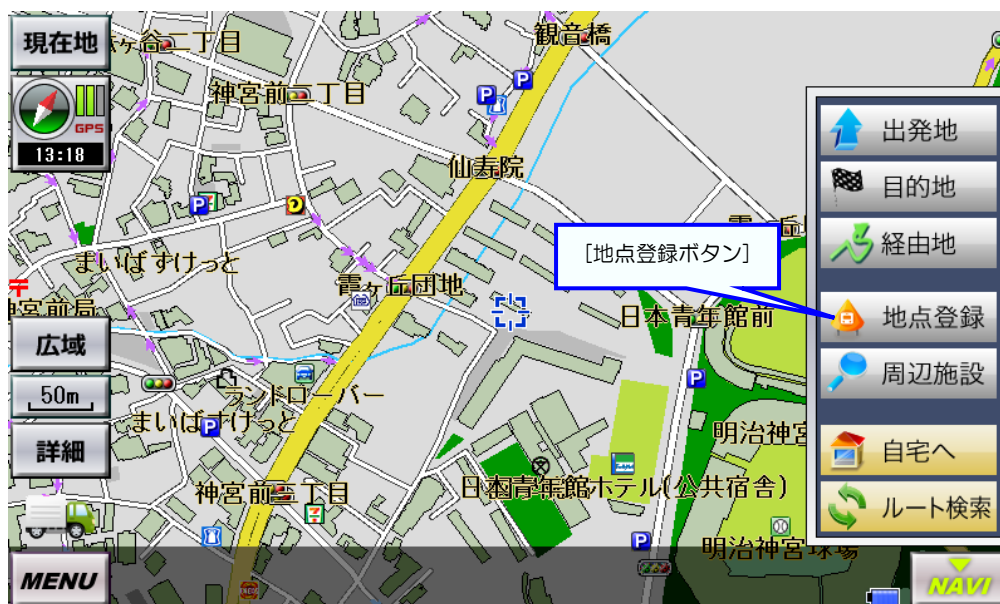 現在地
ヶ谷二丁目
観音橋
神宮前二丁目
GPS
13:18
P
P
仙寿院
出発地
目的地
経由地
P
まいばすけっと
[地点登録ボタン]
霞ヶ丘団地
神宮前局
日本青年館前
地点登録
広域
周辺施設
50m
ランドローバー
P
まいばすけっと
P
明治神宮
詳細
自宅へ
神宮前三丁目
日本青年館ホテル(公共宿舎)
ルート検索
P
明治神宮球場
MENU
NAVI